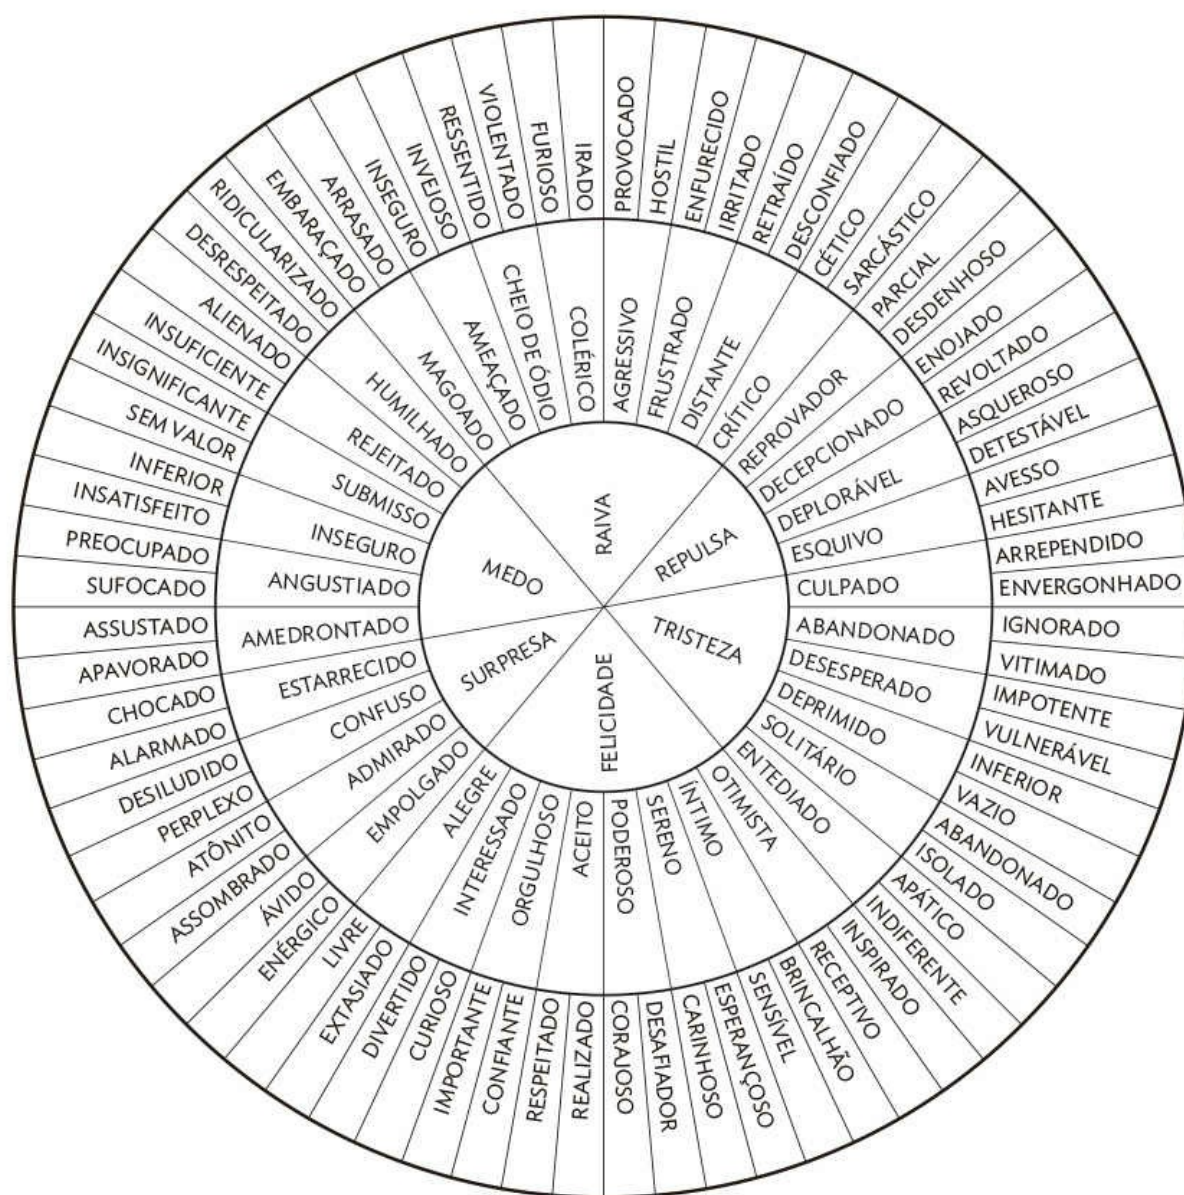 RAIVA
REPULSA
TRISTEZA
FELICIDADE
SURPRESA
MEDO
AGRESSIVO
FRUSTRADO
DISTANTE
CRÍTICO
REPROVADOR
DECEPCIONADO
DEPLORÁVEL
ESQUIVO
CULPADO
ABANDONADO
DESESPERADO
DEPRIMIDO
SOLITÁRIO
ENTEDIADO
OTIMISTA
ÍNTIMO
SERENO
PODEROSO
ACEITO
ORGULHOSO
INTERESSADO
ALEGRE
EMPOLGADO
ADMIRADO
CONFUSO
ESTARRECIDO
AMEDRONTADO
ANGUSTIADO
INSEGURO
SUBMISSO
REJEITADO
HUMILHADO
MAGOADO
AMEAÇADO
CHEIO DE ÓDIO
COLÉRICO
PROVOCADO
HOSTIL
ENFURECIDO
IRRITADO
RETRAÍDO
DESCONFIADO
CÉTICO
SARCÁSTICO
PARCIAL
DESDENHOSO
ENOJADO
REVOLTADO
ASQUEROSO
DETESTÁVEL
AVESSO
HESITANTE
ARREPENDIDO
ENVERGONHADO
IGNORADO
VITIMADO
IMPOTENTE
VULNERÁVEL
INFERIOR
VAZIO
ABANDONADO
ISOLADO
APÁTICO
INDIFERENTE
INSPIRADO
RECEPTIVO
BRINCALHÃO
SENSÍVEL
ESPERANÇOSO
CARINHOSO
DESAFIADOR
CORAJOSO
REALIZADO
RESPEITADO
CONFIANTE
IMPORTANTE
CURIOSO
DIVERTIDO
EXTASIADO
LIVRE
ENÉRGICO
ÁVIDO
ASSOMBRADO
ATÔNITO
PERPLEXO
DESILUDIDO
ALARMADO
CHOCADO
APAVORADO
ASSUSTADO
SUFOCADO
PREOCUPADO
INSATISFEITO
INFERIOR
SEM VALOR
INSIGNIFICANTE
INSUFICIENTE
ALIENADO
DESRESPEITADO
RIDICULARIZADO
EMBARAÇADO
ARRASADO
INSEGURO
INVEJOSO
RESSENTIDO
VIOLENTADO
FURIOSO
IRADO